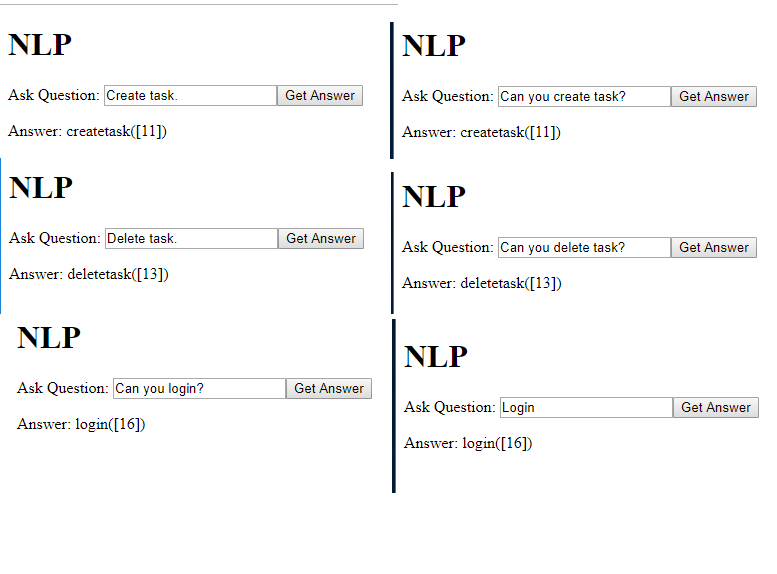 NLP
Ask Question: Create task. Get Answer
Answer: createtask([11])
NLP
Ask Question: Can you create task? Get Answer
Answer: createtask([11])
NLP
Ask Question: Delete task. Get Answer
Answer: deletetask([13])
NLP
Ask Question: Can you delete task? Get Answer
Answer: deletetask([13])
NLP
Ask Question: Can you login? Get Answer
Answer: login([16])
NLP
Ask Question: Login Get Answer
Answer: login([16])